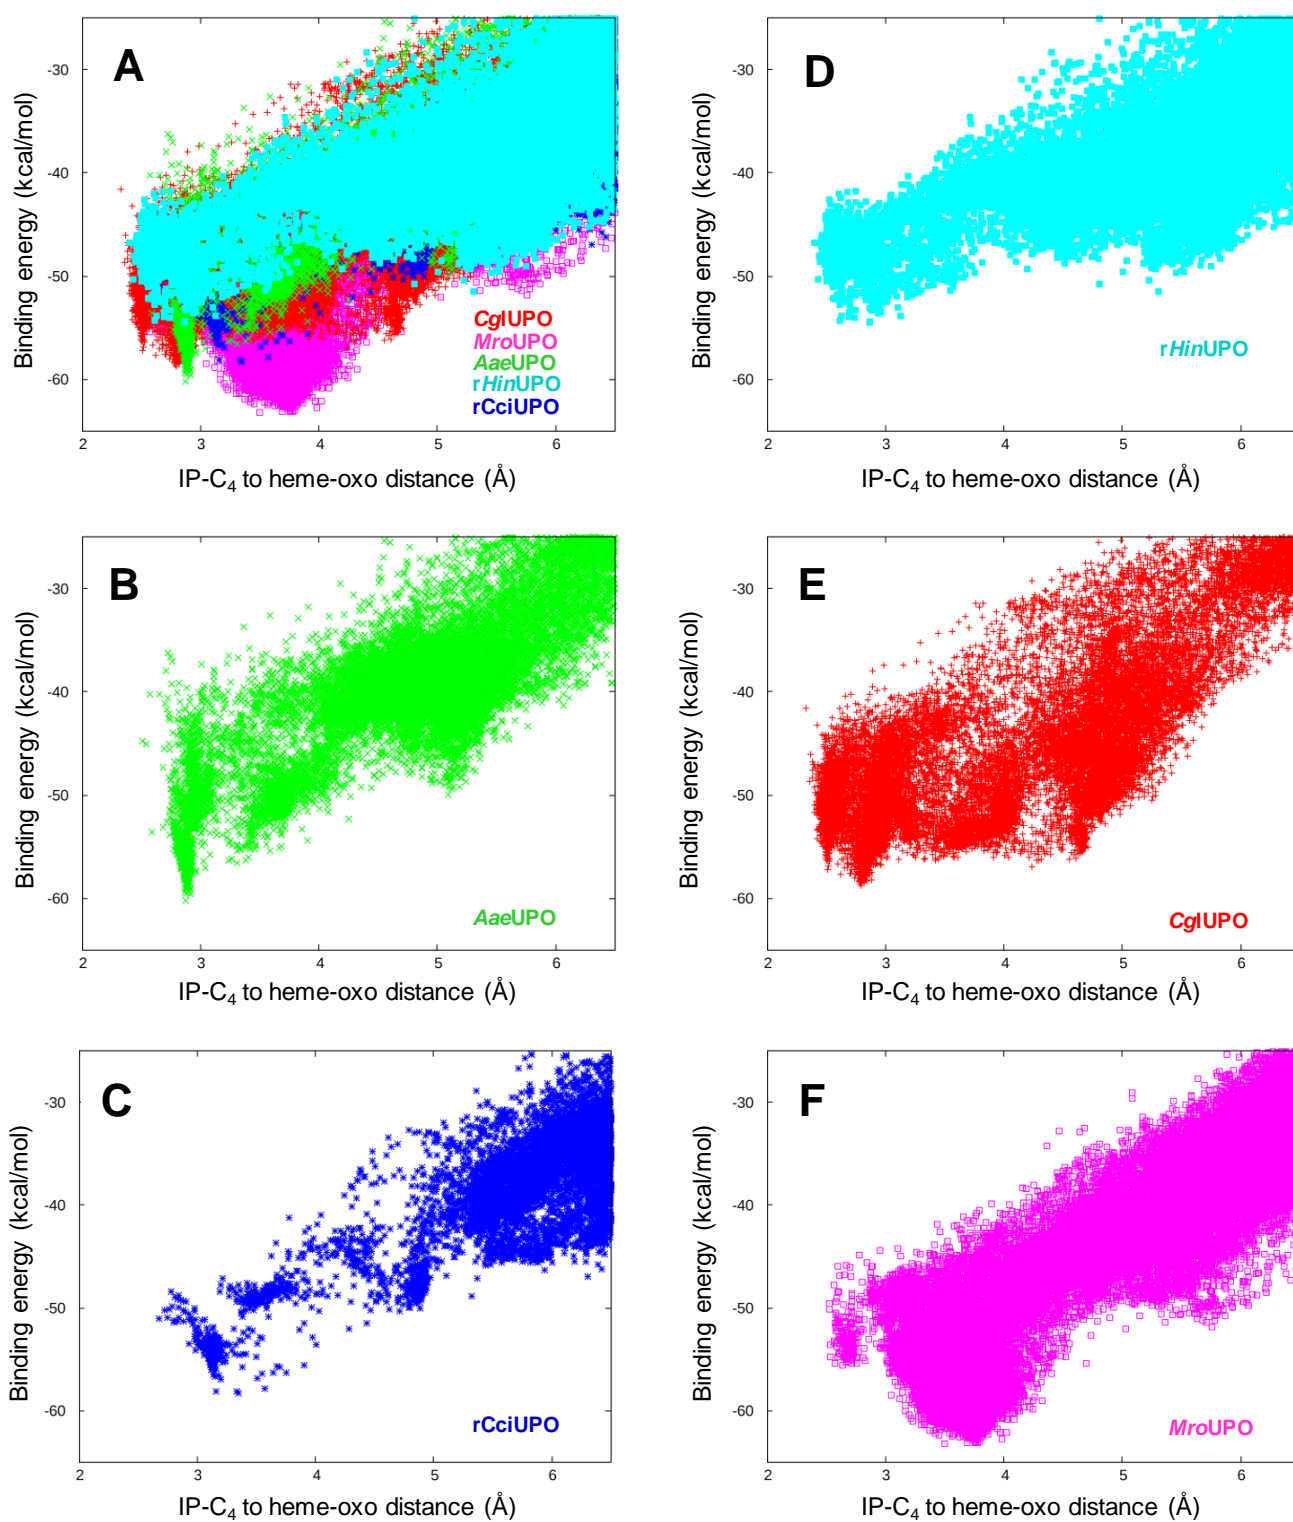 A
Binding energy (kcal/mol)
-30
-40
-50
-60
CglUPO
MroUPO
AaeUPO
rHinUPO
rCciUPO
2 3 4 5 6
IP-C4 to heme-oxo distance (Å)
D
Binding energy (kcal/mol)
-30
-40
-50
-60
rHinUPO
2 3 4 5 6
IP-C4 to heme-oxo distance (Å)
B
Binding energy (kcal/mol)
-30
-40
-50
-60
AaeUPO
2 3 4 5 6
IP-C4 to heme-oxo distance (Å)
E
Binding energy (kcal/mol)
-30
-40
-50
-60
CglUPO
2 3 4 5 6
IP-C4 to heme-oxo distance (Å)
C
Binding energy (kcal/mol)
-30
-40
-50
-60
rCciUPO
2 3 4 5 6
IP-C4 to heme-oxo distance (Å)
F
Binding energy (kcal/mol)
-30
-40
-50
-60
MroUPO
2 3 4 5 6
IP-C4 to heme-oxo distance (Å)